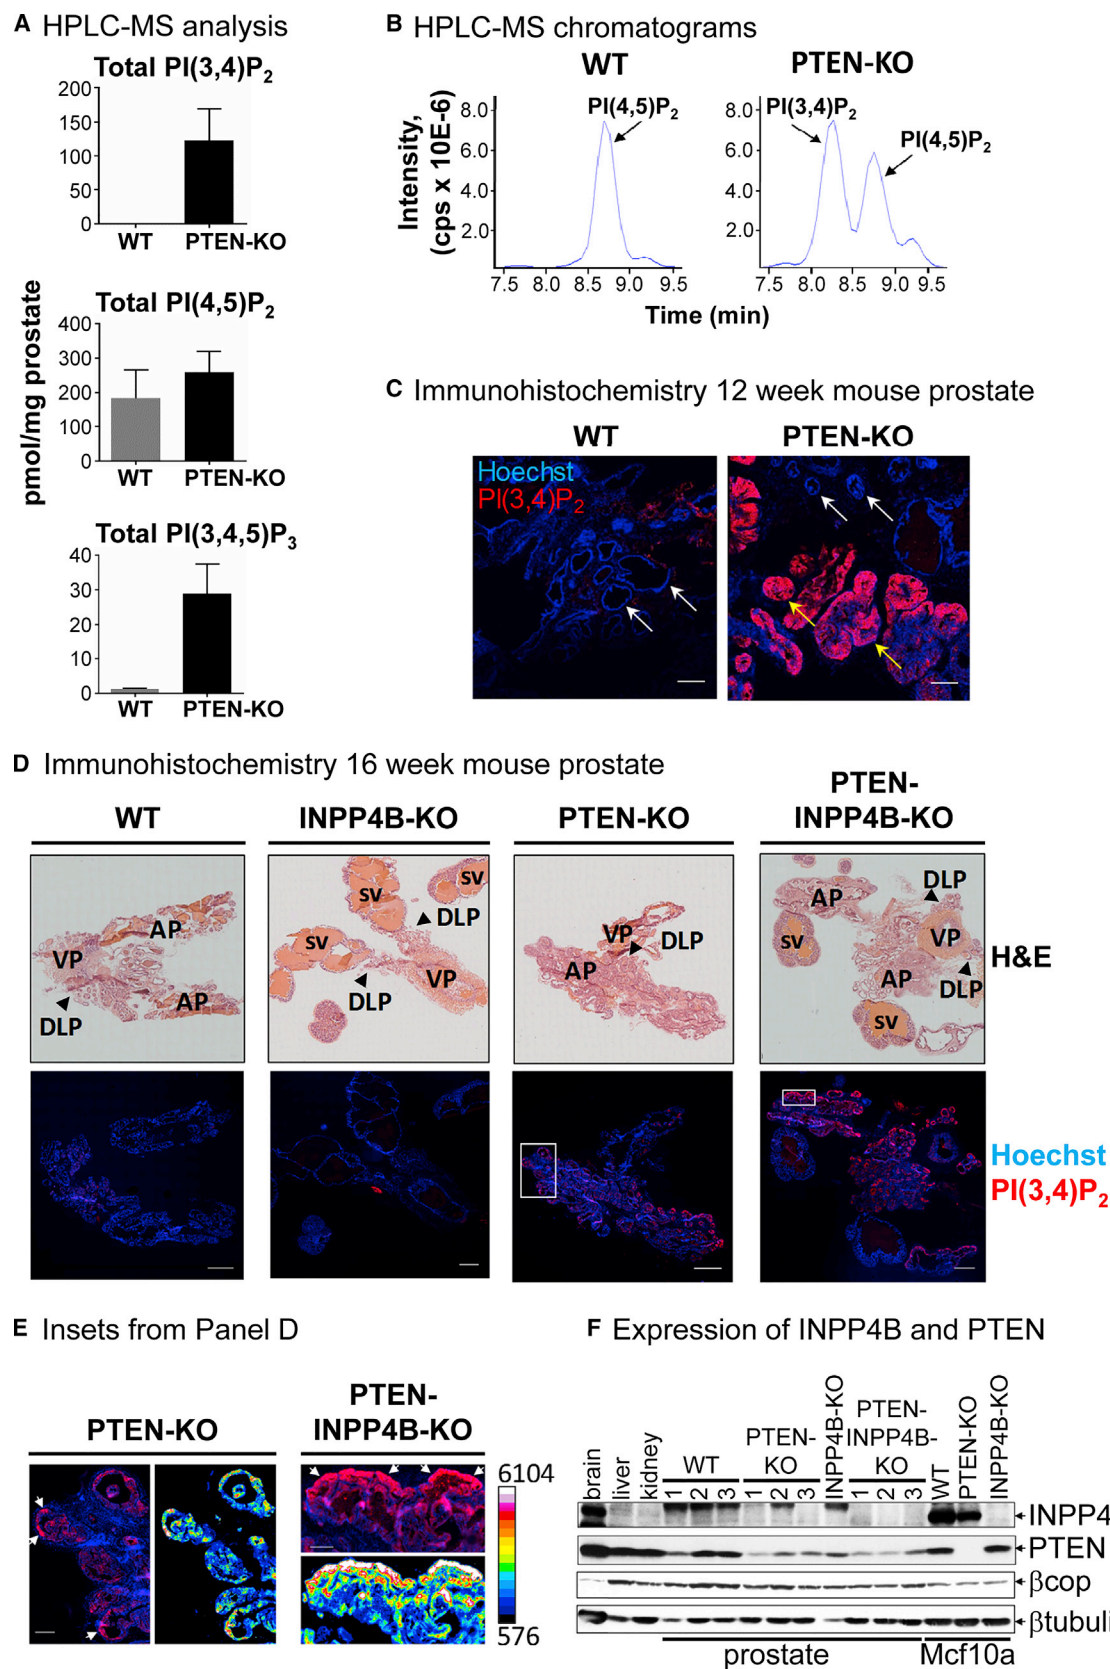 A HPLC-MS analysis
Total PI(3,4)P2
200
150
100
50
0
WT PTEN-KO
Total PI(4,5)P2
400
300
200
100
0
WT PTEN-KO
Total PI(3,4,5)P3
40
30
20
10
0
WT PTEN-KO
pmol/mg prostate
B HPLC-MS chromatograms
WT PTEN-KO
Intensity,
(cps x 10E-6)
8.0
6.0
4.0
2.0
PI(4,5)P2
7.5 8.0 8.5 9.0 9.5
8.0
6.0
4.0
2.0
PI(3,4)P2
PI(4,5)P2
7.5 8.0 8.5 9.0 9.5
Time (min)
C Immunohistochemistry 12 week mouse prostate
WT PTEN-KO
Hoechst
PI(3,4)P2
D Immunohistochemistry 16 week mouse prostate
WT INPP4B-KO PTEN-KO PTEN-
INPP4B-KO
AP
VP
AP
DLP
sv
sv
DLP
sv
VP
DLP
VP
DLP
AP
DLP
AP
sv
VP
AP
DLP
sv
H&E
Hoechst
PI(3,4)P2
E Insets from Panel D
PTEN-KO
PTEN-
INPP4B-KO
6104
576
F Expression of INPP4B and PTEN
brain
liver
kidney
WT
1 2 3
PTEN-
KO
1 2 3
INPP4B-KO
PTEN-
INPP4B-
KO
1 2 3
WT
PTEN-KO
INPP4B-KO
INPP4
PTEN
βcop
βtubuli
prostate Mcf10a